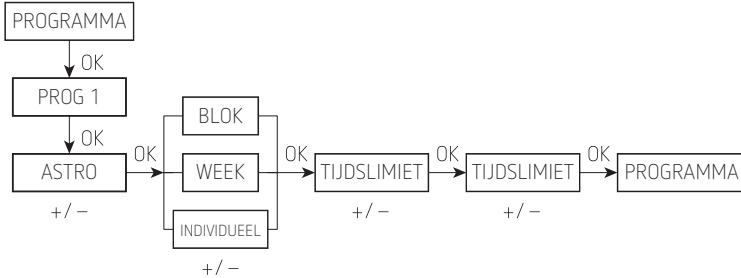 PROGRAMMA
OK
PROG 1
OK
ASTRO
+/–
OK
BLOK
WEEK
INDIVIDUEEL
+/–
OK
TIJDSLIMIET
+/–
OK
TIJDSLIMIET
+/–
OK
PROGRAMMA